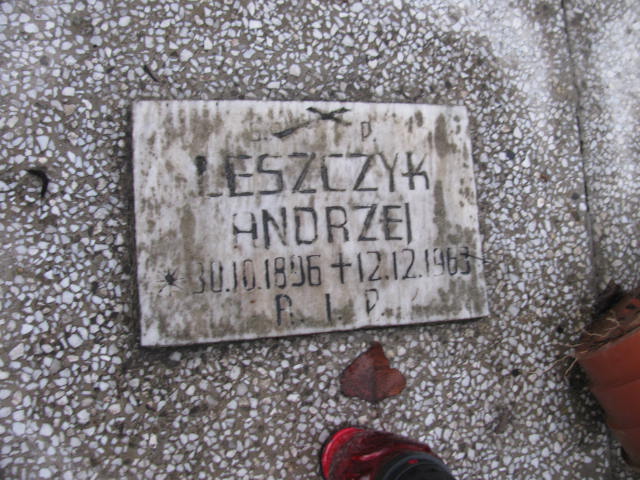 Ś. P.
LESZCZYK
ANDRZEJ
* 30.10.1896 + 12.12.1963
R. I. P.